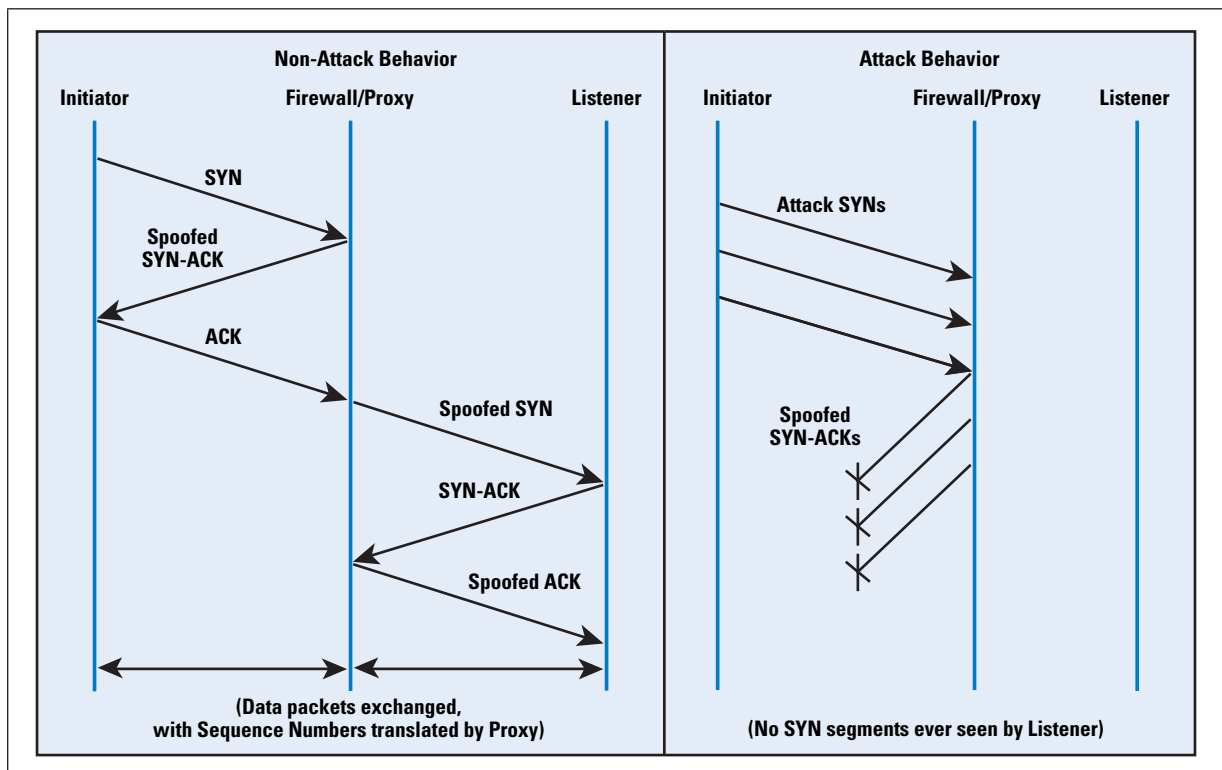 Non-Attack Behavior
Initiator
Firewall/Proxy
Listener
SYN
Spoofed
SYN-ACK
ACK
Spoofed SYN
SYN-ACK
Spoofed ACK
(Data packets exchanged,
with Sequence Numbers translated by Proxy)
Attack Behavior
Initiator
Firewall/Proxy
Listener
Attack SYNs
Spoofed
SYN-ACKs
(No SYN segments ever seen by Listener)